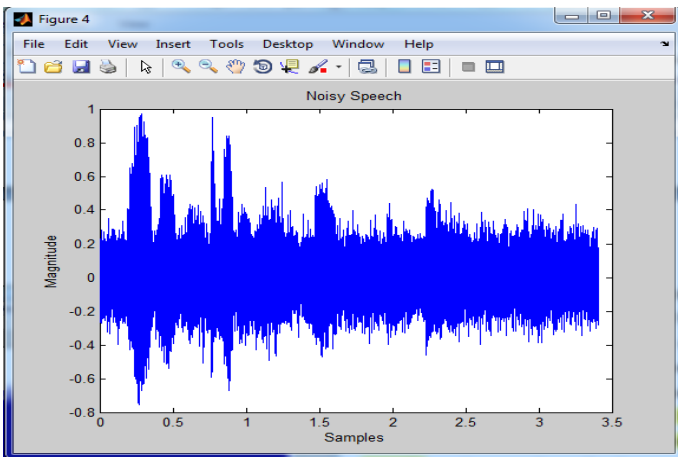 Figure 4
File Edit View Insert Tools Desktop Window Help
Noisy Speech
1
0.8
0.6
0.4
0.2
0
-0.2
-0.4
-0.6
-0.8
Magnitude
0 0.5 1 1.5 2 2.5 3 3.5
Samples